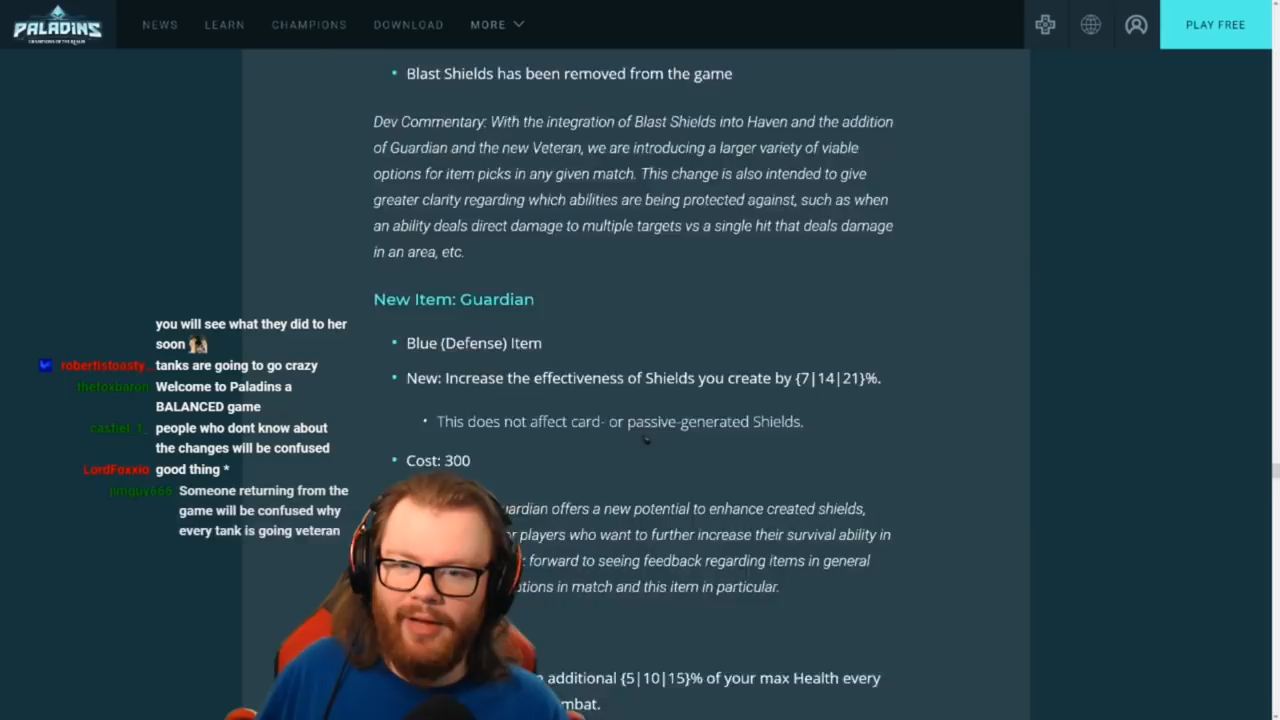 PALADINS
CHAMPIONS OF THE REALM
NEWS
LEARN
CHAMPIONS
DOWNLOAD
MORE
PLAY FREE
• Blast Shields has been removed from the game
Dev Commentary: With the integration of Blast Shields into Haven and the addition
of Guardian and the new Veteran, we are introducing a larger variety of viable
options for item picks in any given match. This change is also intended to give
greater clarity regarding which abilities are being protected against, such as when
an ability deals direct damage to multiple targets vs a single hit that deals damage
in an area, etc.
New Item: Guardian
• Blue (Defense) Item
• New: Increase the effectiveness of Shields you create by {7|14|21}%.
• This does not affect card- or passive-generated Shields.
• Cost: 300
uardian offers a new potential to enhance created shields,
r players who want to further increase their survival ability in
forward to seeing feedback regarding items in general
ptions in match and this item in particular.
additional {5|10|15}% of your max Health every
mbat.
you will see what they did to her
soon
robertistoasty_ tanks are going to go crazy
thefoxbaron Welcome to Paladins a
BALANCED game
castiel_1_ people who dont know about
the changes will be confused
LordFoxxio good thing *
jimguy666 Someone returning from the
game will be confused why
every tank is going veteran